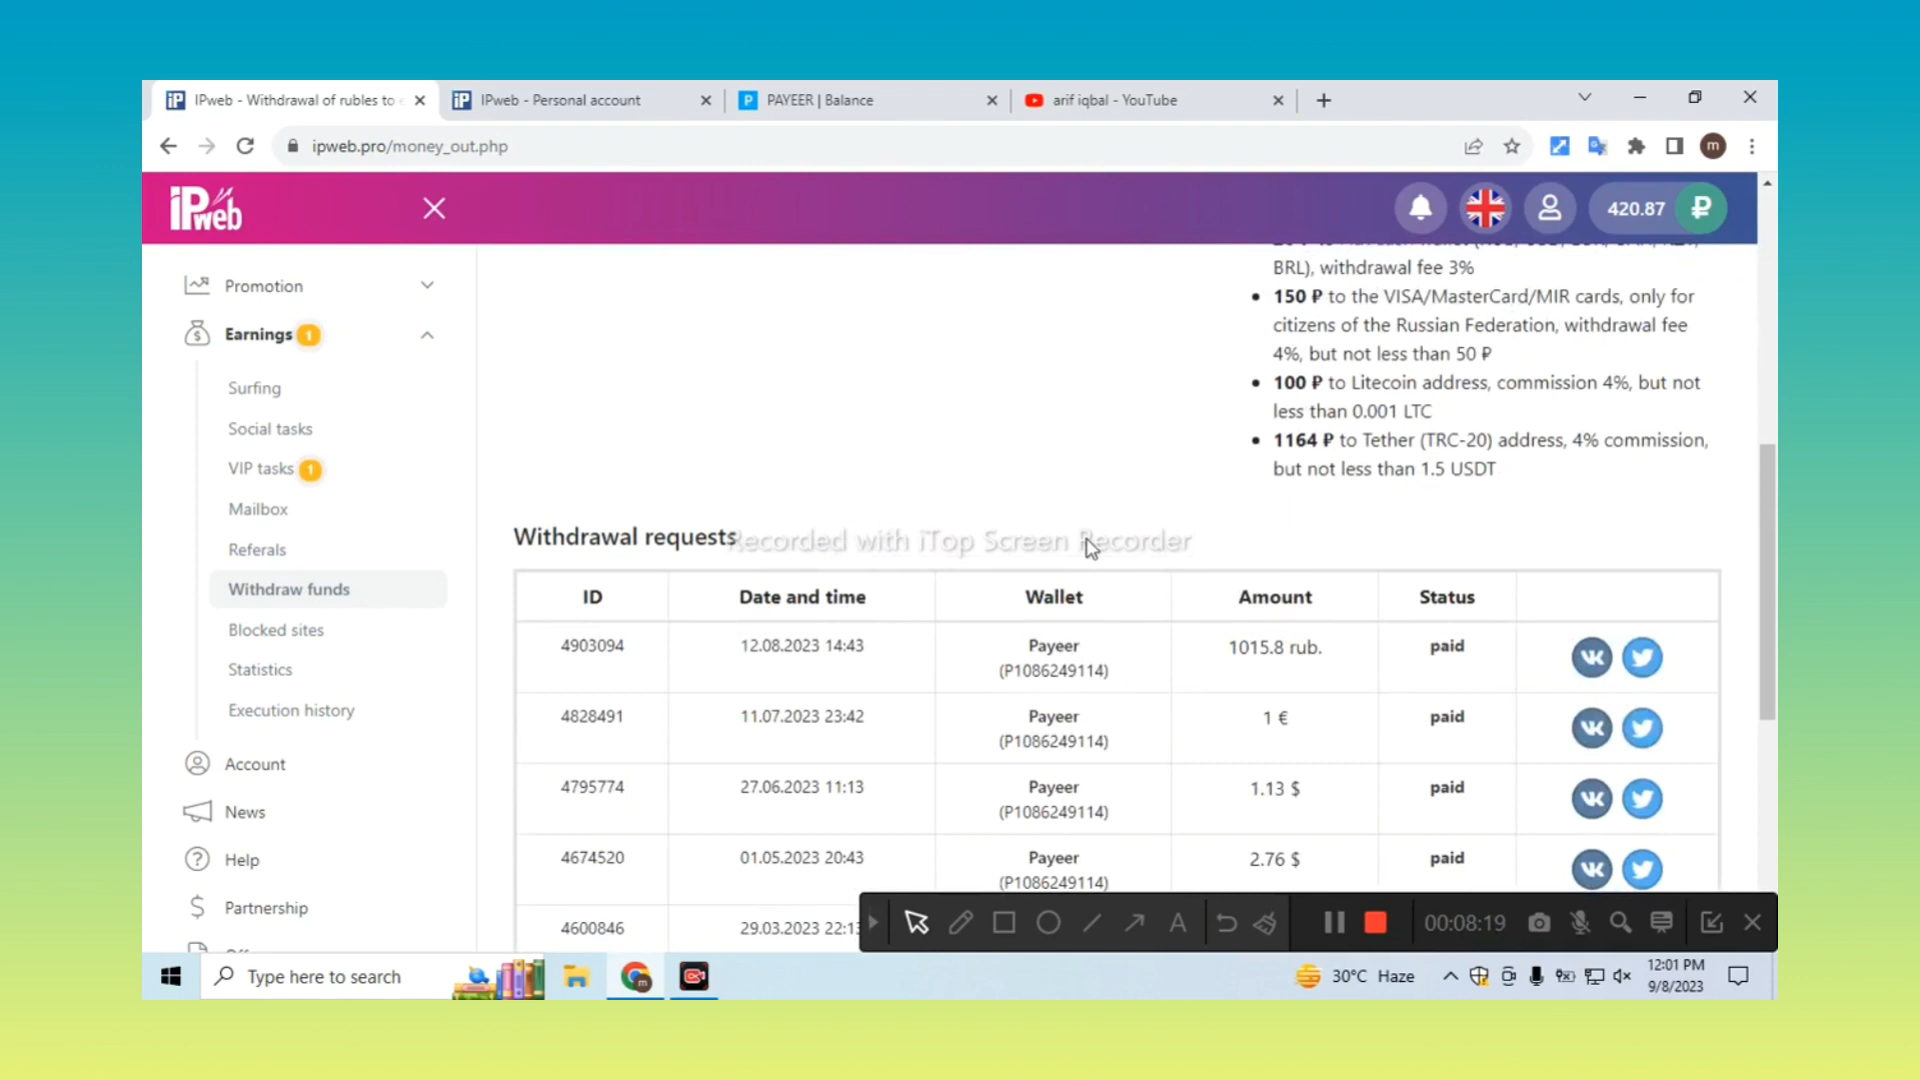 IPweb - Withdrawal of rubles to
IPweb - Personal account
PAYEER | Balance
arif iqbal - YouTube
ipweb.pro/money_out.php
m
iPweb
420.87 ₽
Promotion
Earnings 1
Surfing
Social tasks
VIP tasks 1
Mailbox
Referals
Withdraw funds
Blocked sites
Statistics
Execution history
Account
News
Help
Partnership
BRL), withdrawal fee 3%
• 150 ₽ to the VISA/MasterCard/MIR cards, only for
citizens of the Russian Federation, withdrawal fee
4%, but not less than 50 ₽
• 100 ₽ to Litecoin address, commission 4%, but not
less than 0.001 LTC
• 1164 ₽ to Tether (TRC-20) address, 4% commission,
but not less than 1.5 USDT
Withdrawal requests
Recorded with iTop Screen Recorder
ID Date and time Wallet Amount Status
4903094 12.08.2023 14:43 Payeer 1015.8 rub. paid
(P1086249114)
4828491 11.07.2023 23:42 Payeer 1 € paid
(P1086249114)
4795774 27.06.2023 11:13 Payeer 1.13 $ paid
(P1086249114)
4674520 01.05.2023 20:43 Payeer 2.76 $ paid
(P1086249114)
4600846 29.03.2023 22:13
00:08:19
Type here to search
30°C Haze
12:01 PM
9/8/2023